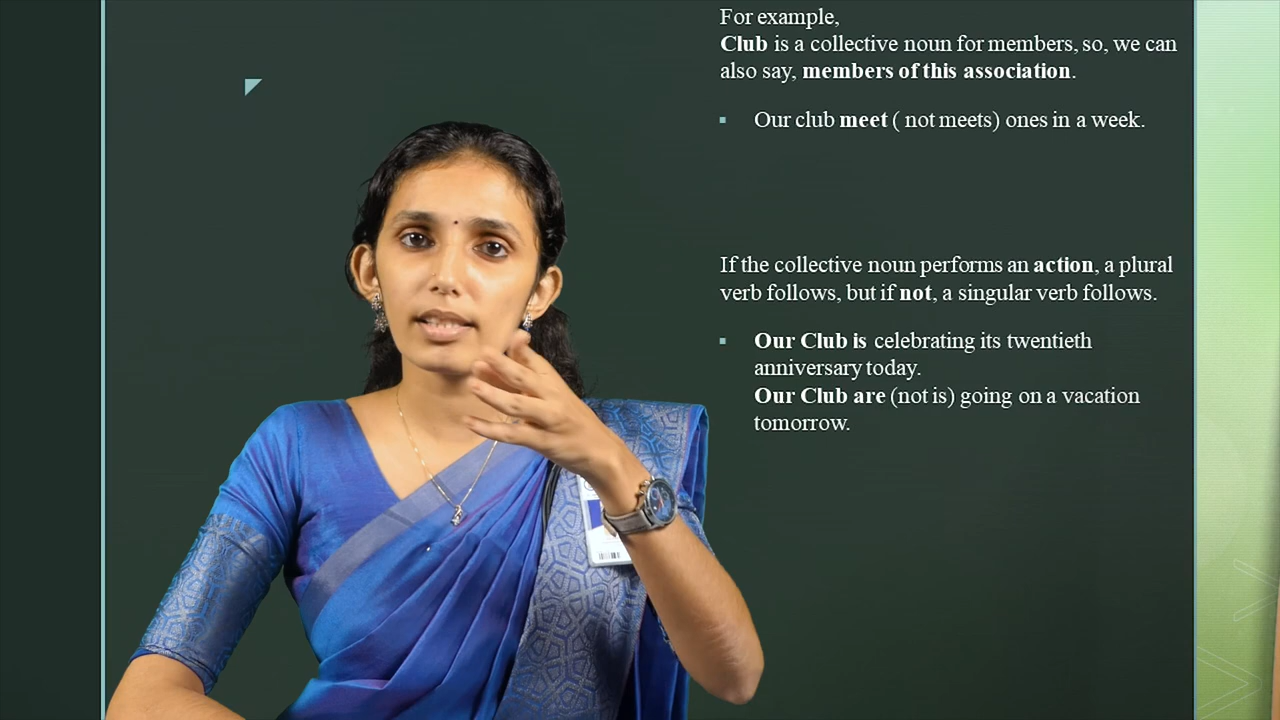 For example,
Club is a collective noun for members, so, we can
also say, members of this association.
▪ Our club meet ( not meets) ones in a week.
If the collective noun performs an action, a plural
verb follows, but if not, a singular verb follows.
▪ Our Club is celebrating its twentieth
anniversary today.
Our Club are (not is) going on a vacation
tomorrow.